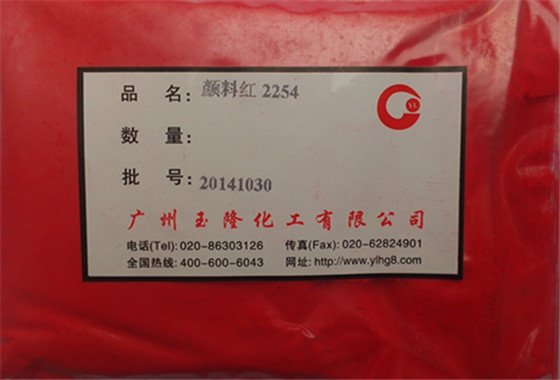 品 名: 颜料红 2254
数 量:
批 号: 20141030
广州玉隆化工有限公司
电话(Tel): 020-86303126 传真(Fax): 020-62824901
全国热线: 400-600-6043 网址: http://www.ylhg8.com